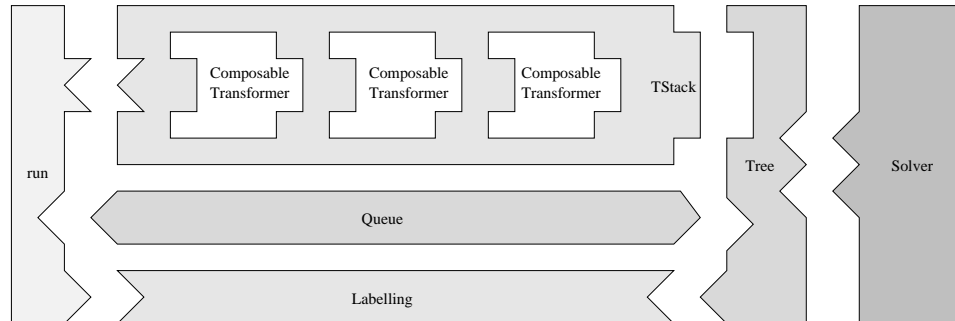 Composable
Transformer
Composable
Transformer
Composable
Transformer
TStack
run
Tree
Solver
Queue
Labelling